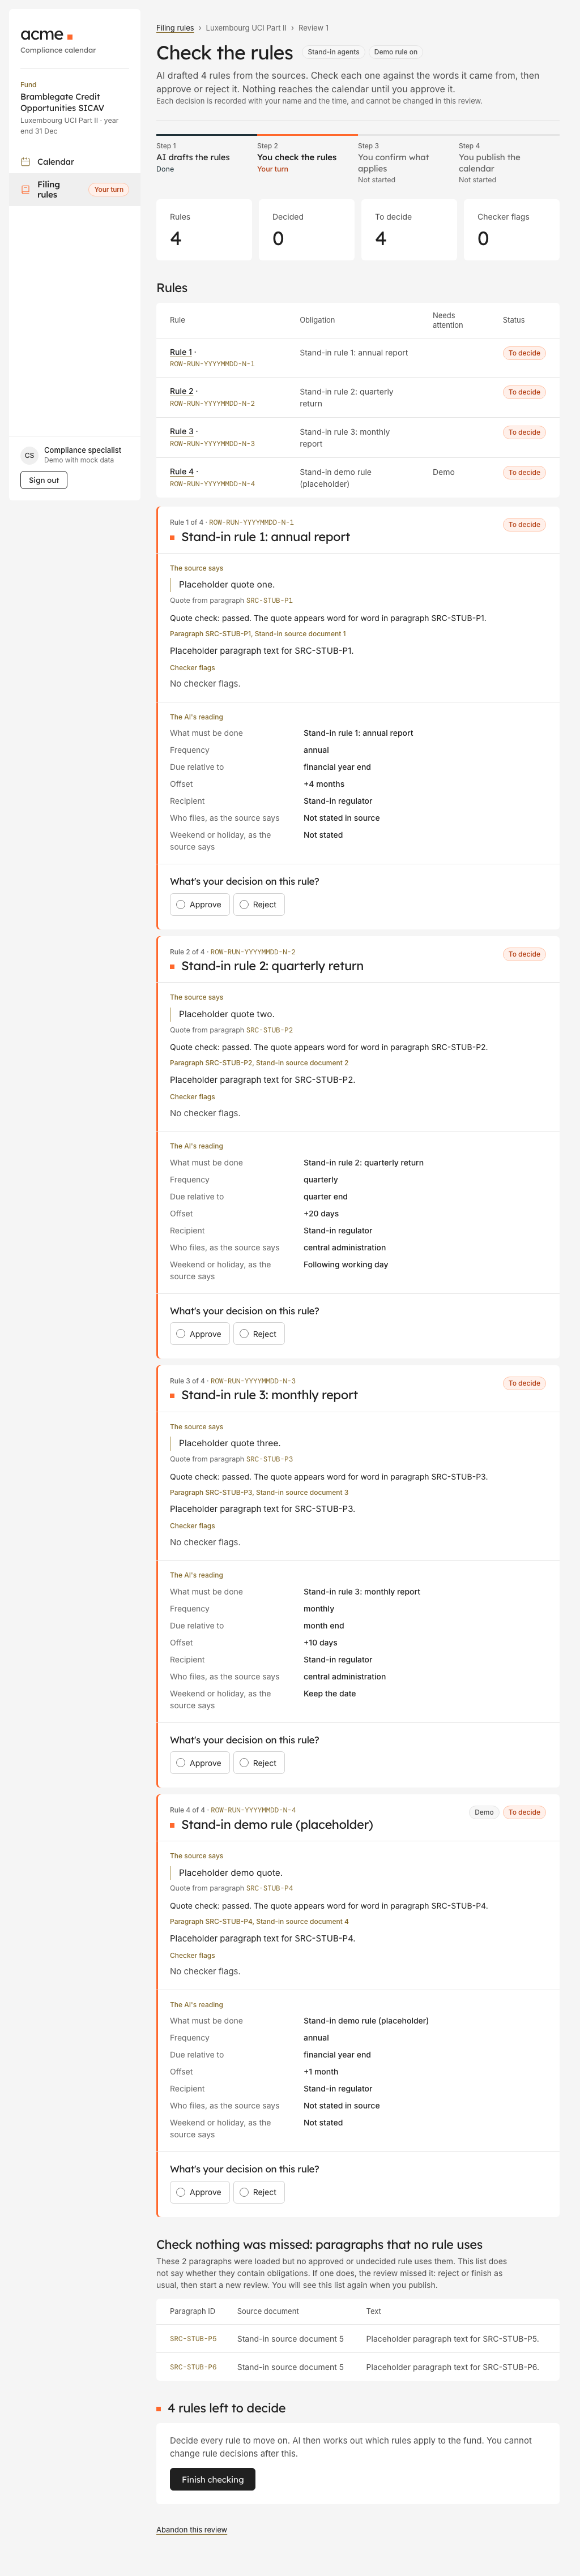 acme
Compliance calendar
Fund
Bramblegate Credit
Opportunities SICAV
Luxembourg UCI Part II · year
end 31 Dec
Calendar
Filing
rules
Your turn
CS
Compliance specialist
Demo with mock data
Sign out
Filing rules › Luxembourg UCI Part II › Review 1
Check the rules
Stand-in agents
Demo rule on
AI drafted 4 rules from the sources. Check each one against the words it came from, then
approve or reject it. Nothing reaches the calendar until you approve it.
Each decision is recorded with your name and the time, and cannot be changed in this review.
Step 1
AI drafts the rules
Done
Step 2
You check the rules
Your turn
Step 3
You confirm what
applies
Not started
Step 4
You publish the
calendar
Not started
Rules
4
Decided
0
To decide
4
Checker flags
0
Rules
Rule
Obligation
Needs
attention
Status
Rule 1 ·
ROW-RUN-YYYYMMDD-N-1
Stand-in rule 1: annual report
To decide
Rule 2 ·
ROW-RUN-YYYYMMDD-N-2
Stand-in rule 2: quarterly
return
To decide
Rule 3 ·
ROW-RUN-YYYYMMDD-N-3
Stand-in rule 3: monthly
report
To decide
Rule 4 ·
ROW-RUN-YYYYMMDD-N-4
Stand-in demo rule
(placeholder)
Demo
To decide
Rule 1 of 4 · ROW-RUN-YYYYMMDD-N-1
To decide
Stand-in rule 1: annual report
The source says
Placeholder quote one.
Quote from paragraph SRC-STUB-P1
Quote check: passed. The quote appears word for word in paragraph SRC-STUB-P1.
Paragraph SRC-STUB-P1, Stand-in source document 1
Placeholder paragraph text for SRC-STUB-P1.
Checker flags
No checker flags.
The AI's reading
What must be done
Stand-in rule 1: annual report
Frequency
annual
Due relative to
financial year end
Offset
+4 months
Recipient
Stand-in regulator
Who files, as the source says
Not stated in source
Weekend or holiday, as the
source says
Not stated
What's your decision on this rule?
Approve
Reject
Rule 2 of 4 · ROW-RUN-YYYYMMDD-N-2
To decide
Stand-in rule 2: quarterly return
The source says
Placeholder quote two.
Quote from paragraph SRC-STUB-P2
Quote check: passed. The quote appears word for word in paragraph SRC-STUB-P2.
Paragraph SRC-STUB-P2, Stand-in source document 2
Placeholder paragraph text for SRC-STUB-P2.
Checker flags
No checker flags.
The AI's reading
What must be done
Stand-in rule 2: quarterly return
Frequency
quarterly
Due relative to
quarter end
Offset
+20 days
Recipient
Stand-in regulator
Who files, as the source says
central administration
Weekend or holiday, as the
source says
Following working day
What's your decision on this rule?
Approve
Reject
Rule 3 of 4 · ROW-RUN-YYYYMMDD-N-3
To decide
Stand-in rule 3: monthly report
The source says
Placeholder quote three.
Quote from paragraph SRC-STUB-P3
Quote check: passed. The quote appears word for word in paragraph SRC-STUB-P3.
Paragraph SRC-STUB-P3, Stand-in source document 3
Placeholder paragraph text for SRC-STUB-P3.
Checker flags
No checker flags.
The AI's reading
What must be done
Stand-in rule 3: monthly report
Frequency
monthly
Due relative to
month end
Offset
+10 days
Recipient
Stand-in regulator
Who files, as the source says
central administration
Weekend or holiday, as the
source says
Keep the date
What's your decision on this rule?
Approve
Reject
Rule 4 of 4 · ROW-RUN-YYYYMMDD-N-4
Demo
To decide
Stand-in demo rule (placeholder)
The source says
Placeholder demo quote.
Quote from paragraph SRC-STUB-P4
Quote check: passed. The quote appears word for word in paragraph SRC-STUB-P4.
Paragraph SRC-STUB-P4, Stand-in source document 4
Placeholder paragraph text for SRC-STUB-P4.
Checker flags
No checker flags.
The AI's reading
What must be done
Stand-in demo rule (placeholder)
Frequency
annual
Due relative to
financial year end
Offset
+1 month
Recipient
Stand-in regulator
Who files, as the source says
Not stated in source
Weekend or holiday, as the
source says
Not stated
What's your decision on this rule?
Approve
Reject
Check nothing was missed: paragraphs that no rule uses
These 2 paragraphs were loaded but no approved or undecided rule uses them. This list does
not say whether they contain obligations. If one does, the review missed it: reject or finish as
usual, then start a new review. You will see this list again when you publish.
Paragraph ID
Source document
Text
SRC-STUB-P5
Stand-in source document 5
Placeholder paragraph text for SRC-STUB-P5.
SRC-STUB-P6
Stand-in source document 5
Placeholder paragraph text for SRC-STUB-P6.
4 rules left to decide
Decide every rule to move on. AI then works out which rules apply to the fund. You cannot
change rule decisions after this.
Finish checking
Abandon this review